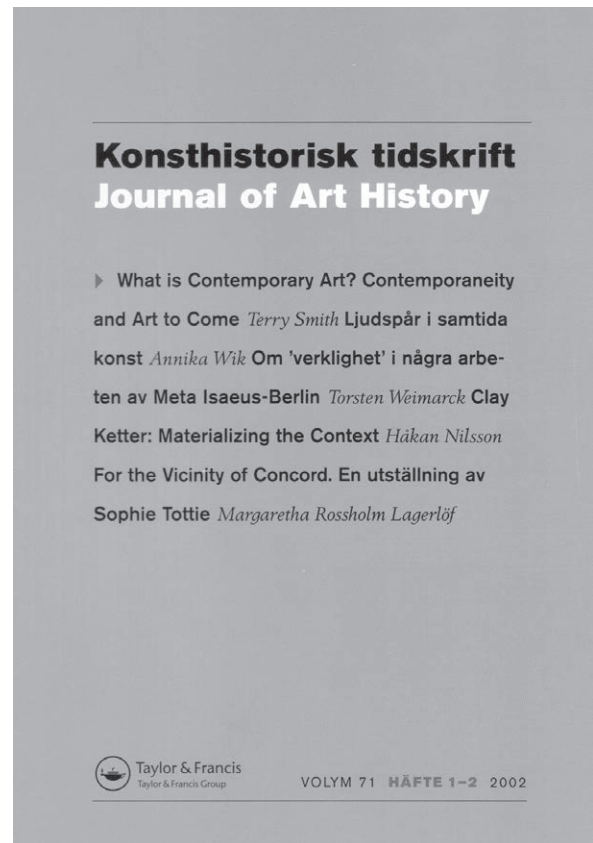 Konsthistorisk tidskrift
Journal of Art History
What is Contemporary Art? Contemporaneity
and Art to Come Terry Smith Ljudspår i samtida
konst Annika Wik Om ’verklighet’ i några arbe-
ten av Meta Isaeus-Berlin Torsten Weimarck Clay
Ketter: Materializing the Context Håkan Nilsson
For the Vicinity of Concord. En utställning av
Sophie Tottie Margaretha Rossholm Lagerlöf
Taylor & Francis
Taylor & Francis Group
VOLYM 71 HÄFTE 1–2 2002